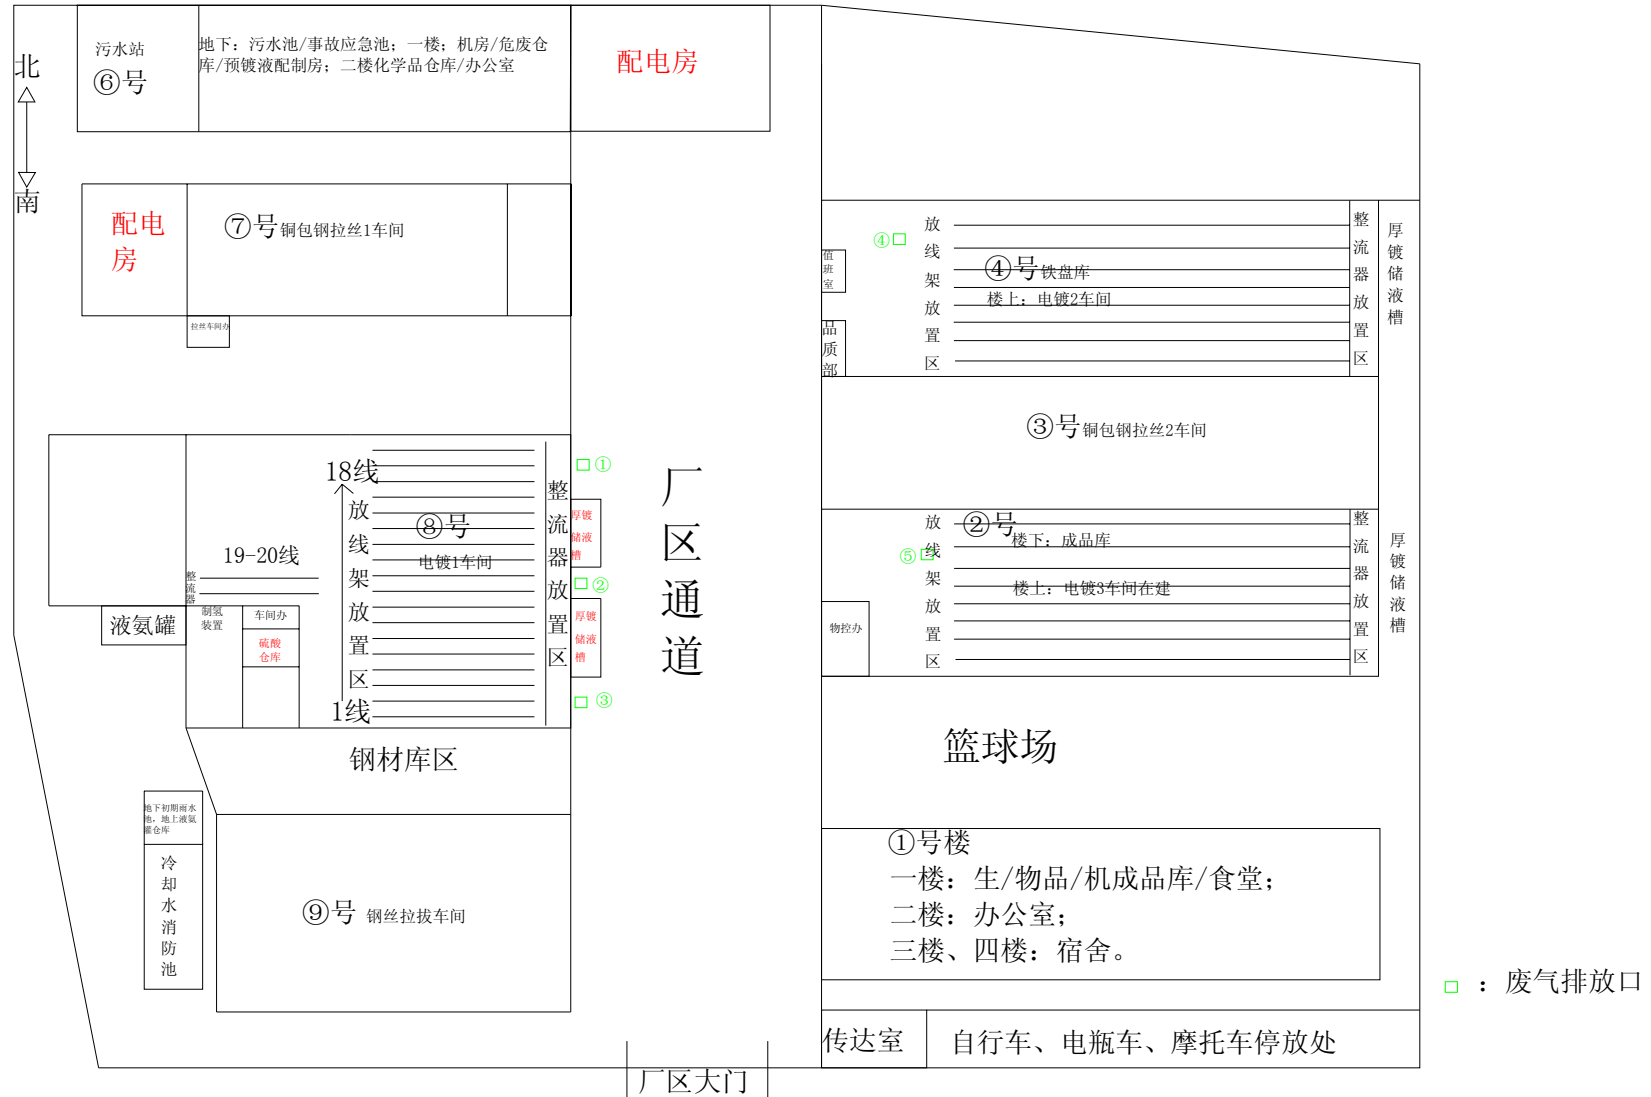 北
南
污水站
⑥号
地下：污水池/事故应急池；一楼；机房/危废仓
库/预镀液配制房；二楼化学品仓库/办公室
配电房
配电
房
⑦号铜包钢拉丝1车间
拉丝车间办
④
值班室
品质部
放线架放置区
④号铁盘库
楼上：电镀2车间
整流器放置区
厚镀储液槽
③号铜包钢拉丝2车间
18线
放线架放置区
1线
⑧号
电镀1车间
整流器放置区
①
厚镀
储液
槽
②
厚镀
储液
槽
③
19-20线
整流器
液氨罐
制氢
装置
车间办
硫酸
仓库
厂区通道
放线架放置区
⑤
②号
楼下：成品库
楼上：电镀3车间在建
物控办
整流器放置区
厚镀储液槽
钢材库区
篮球场
地下初期雨水
池，地上液氨
罐仓库
冷却水消防池
⑨号 钢丝拉拔车间
①号楼
一楼：生/物品/机成品库/食堂；
二楼：办公室；
三楼、四楼：宿舍。
□ ：废气排放口
传达室
自行车、电瓶车、摩托车停放处
厂区大门